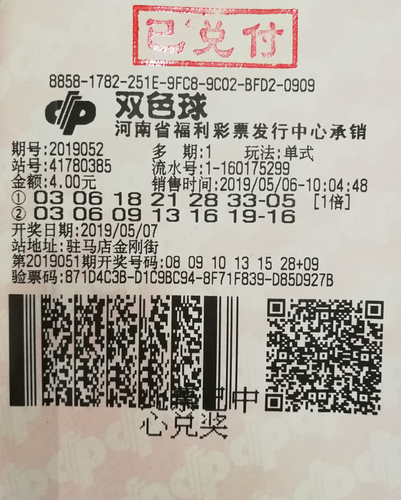 已兑付
8858-1782-251E-9FC8-9C02-BFD2-0909
双色球
河南省福利彩票发行中心承销
期号:2019052 多 期:1 玩法:单式
站号:41780385 流水号:1-160175299
金额:4.00元 销售时间:2019/05/06-10:04:48
① 03 06 18 21 28 33-05 [1倍]
② 03 06 09 13 16 19-16
开奖日期:2019/05/07
站地址:驻马店金刚街
第2019051期开奖号码:08 09 10 13 15 28+09
验票码:871D4C3B-D1C9BC94-8F71F839-D85D927B
中
心兑奖